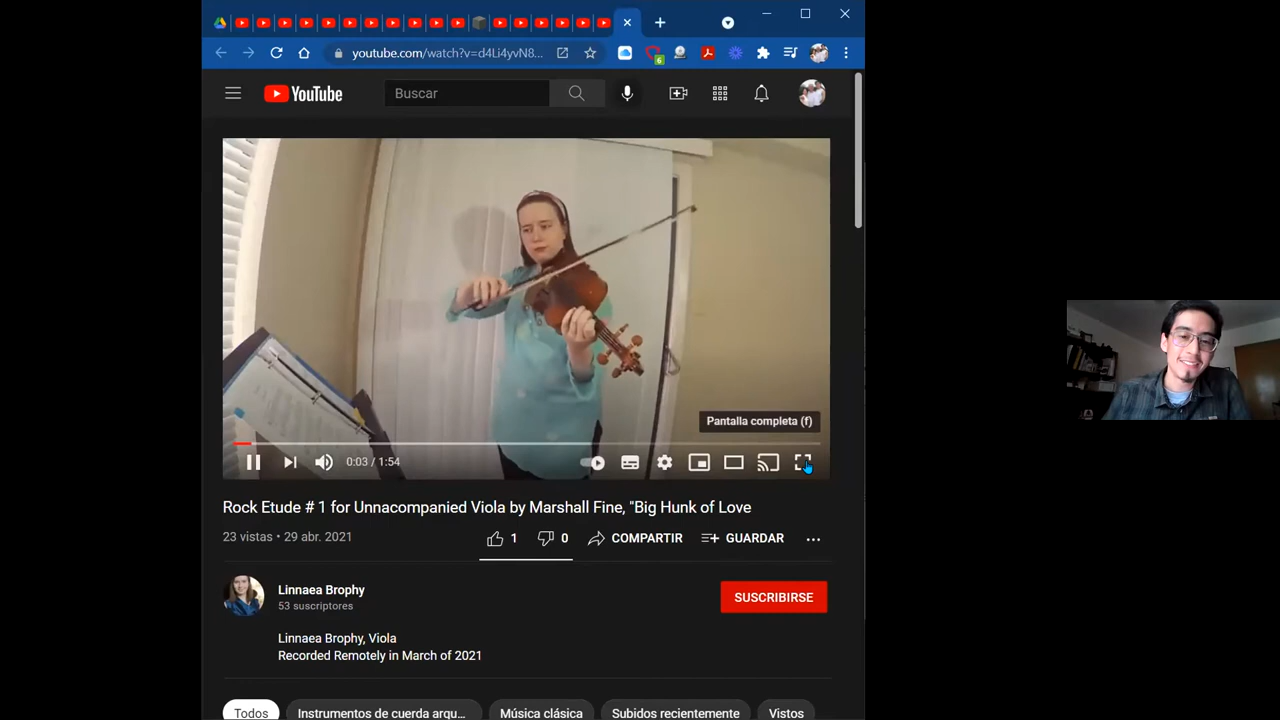 youtube.com/watch?v=d4Li4yvN8...
6
YouTube
Buscar
Pantalla completa (f)
0:03 / 1:54
Rock Etude # 1 for Unnacompanied Viola by Marshall Fine, "Big Hunk of Love
23 vistas • 29 abr. 2021
1
0
COMPARTIR
GUARDAR
Linnaea Brophy
53 suscriptores
SUSCRIBIRSE
Linnaea Brophy, Viola
Recorded Remotely in March of 2021
Todos
Instrumentos de cuerda arqu...
Música clásica
Subidos recientemente
Vistos